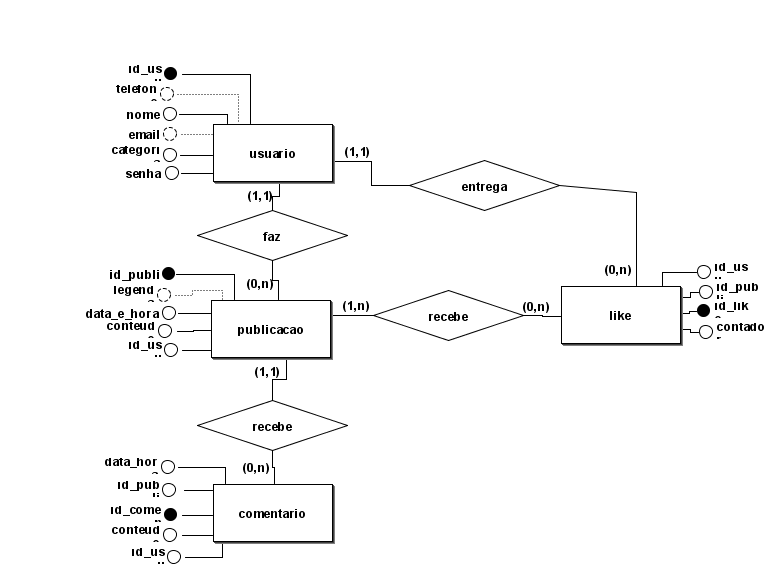 id_us
telefon
nome
email
categori
senha
usuario
(1,1)
entrega
(1,1)
faz
(0,n)
(0,n)
id_publi
legend
data_e_hora
conteud
id_us
publicacao
(1,n)
recebe
(0,n)
like
id_us
id_pub
id_lik
contado
(1,1)
recebe
(0,n)
data_hor
id_pub
id_come
conteud
id_us
comentario